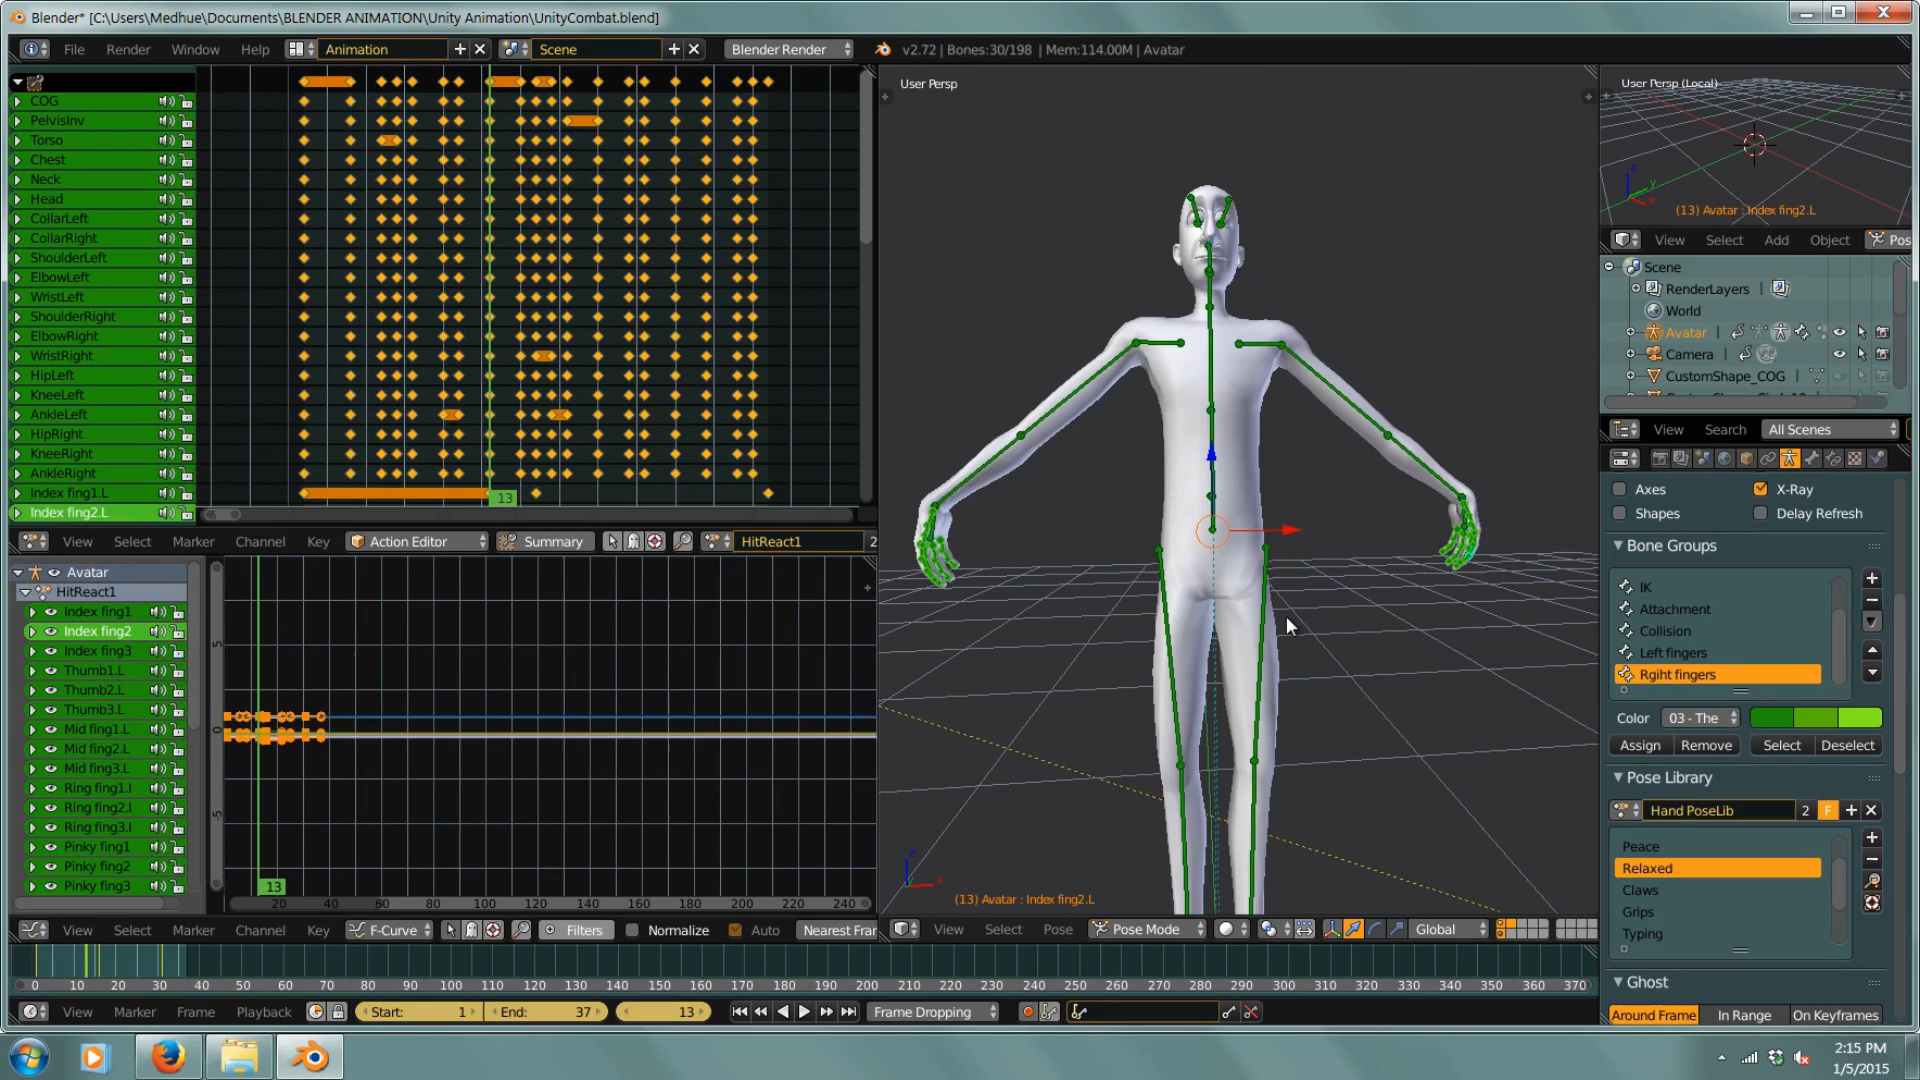 Blender* [C:\Users\Medhue\Documents\BLENDER ANIMATION\Unity Animation\UnityCombat.blend]
File Render Window Help Animation Scene Blender Render v2.72 | Bones:30/198 | Mem:114.00M | Avatar
COG
PelvisInv
Torso
Chest
Neck
Head
CollarLeft
CollarRight
ShoulderLeft
ElbowLeft
WristLeft
ShoulderRight
ElbowRight
WristRight
HipLeft
KneeLeft
AnkleLeft
HipRight
KneeRight
AnkleRight
Index fing1.L
Index fing2.L
13
View Select Marker Channel Key Action Editor Summary HitReact1 2
Avatar
HitReact1
Index fing1
Index fing2
Index fing3
Thumb1.L
Thumb2.L
Thumb3.L
Mid fing1.L
Mid fing2.L
Mid fing3.L
Ring fing1.l
Ring fing2.l
Ring fing3.l
Pinky fing1
Pinky fing2
Pinky fing3
5
0
-5
13
20 40 60 80 100 120 140 160 180 200 220 240
View Select Marker Channel Key F-Curve Filters Normalize Auto Nearest Fran
User Persp
z
x
(13) Avatar : Index fing2.L
View Select Pose Pose Mode Global
User Persp (Local)
z
y
x
(13) Avatar : Index fing2.L
View Select Add Object Pos
Scene
RenderLayers
World
Avatar
Camera
CustomShape_COG
View Search All Scenes
Axes X-Ray
Shapes Delay Refresh
Bone Groups
IK
Attachment
Collision
Left fingers
Rgiht fingers
Color 03 - The
Assign Remove Select Deselect
Pose Library
Hand PoseLib 2 F
Peace
Relaxed
Claws
Grips
Typing
Ghost
Around Frame In Range On Keyframes
0 10 20 30 40 50 60 70 80 90 100 110 120 130 140 150 160 170 180 190 200 210 220 230 240 250 260 270 280 290 300 310 320 330 340 350 360 370
View Marker Frame Playback Start: 1 End: 37 13 Frame Dropping
2:15 PM
1/5/2015